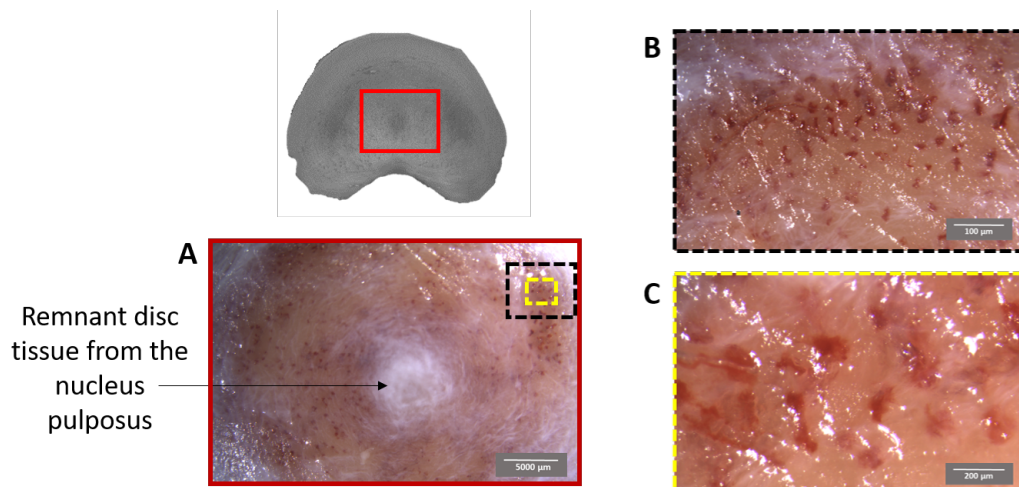 A
Remnant disc
tissue from the
nucleus
pulposus
5000 µm
B
100 µm
C
200 µm